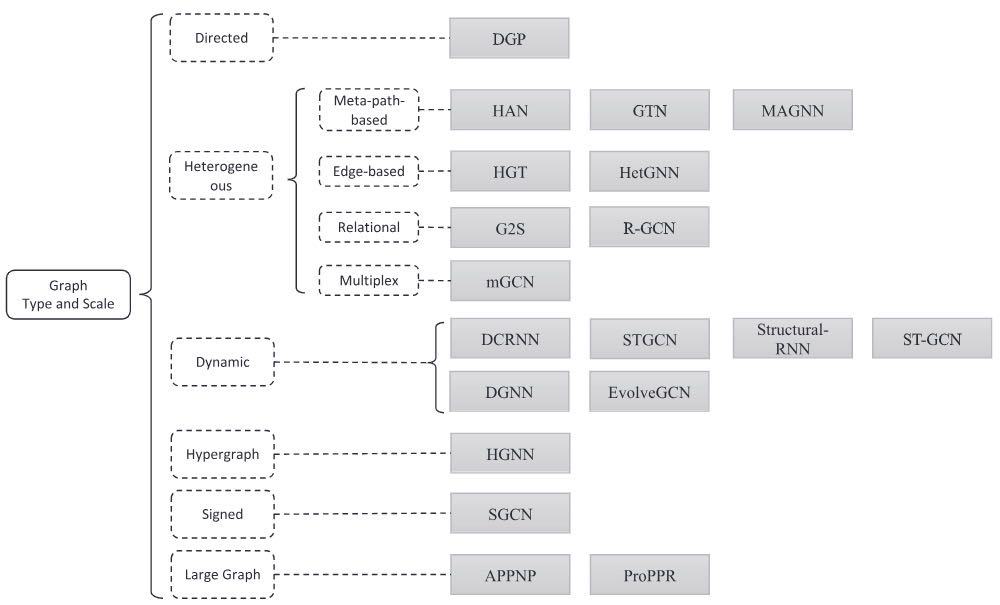 Directed
DGP
Meta-path-
based
HAN
GTN
MAGNN
Heterogene
ous
Edge-based
HGT
HetGNN
Relational
G2S
R-GCN
Multiplex
mGCN
Graph
Type and Scale
Dynamic
DCRNN
STGCN
Structural-
RNN
ST-GCN
DGNN
EvolveGCN
Hypergraph
HGNN
Signed
SGCN
Large Graph
APPNP
ProPPR